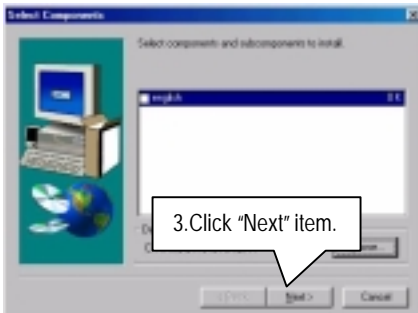 Select Components
Select components and subcomponents to install.
english
3.Click “Next” item.
Next >
Cancel